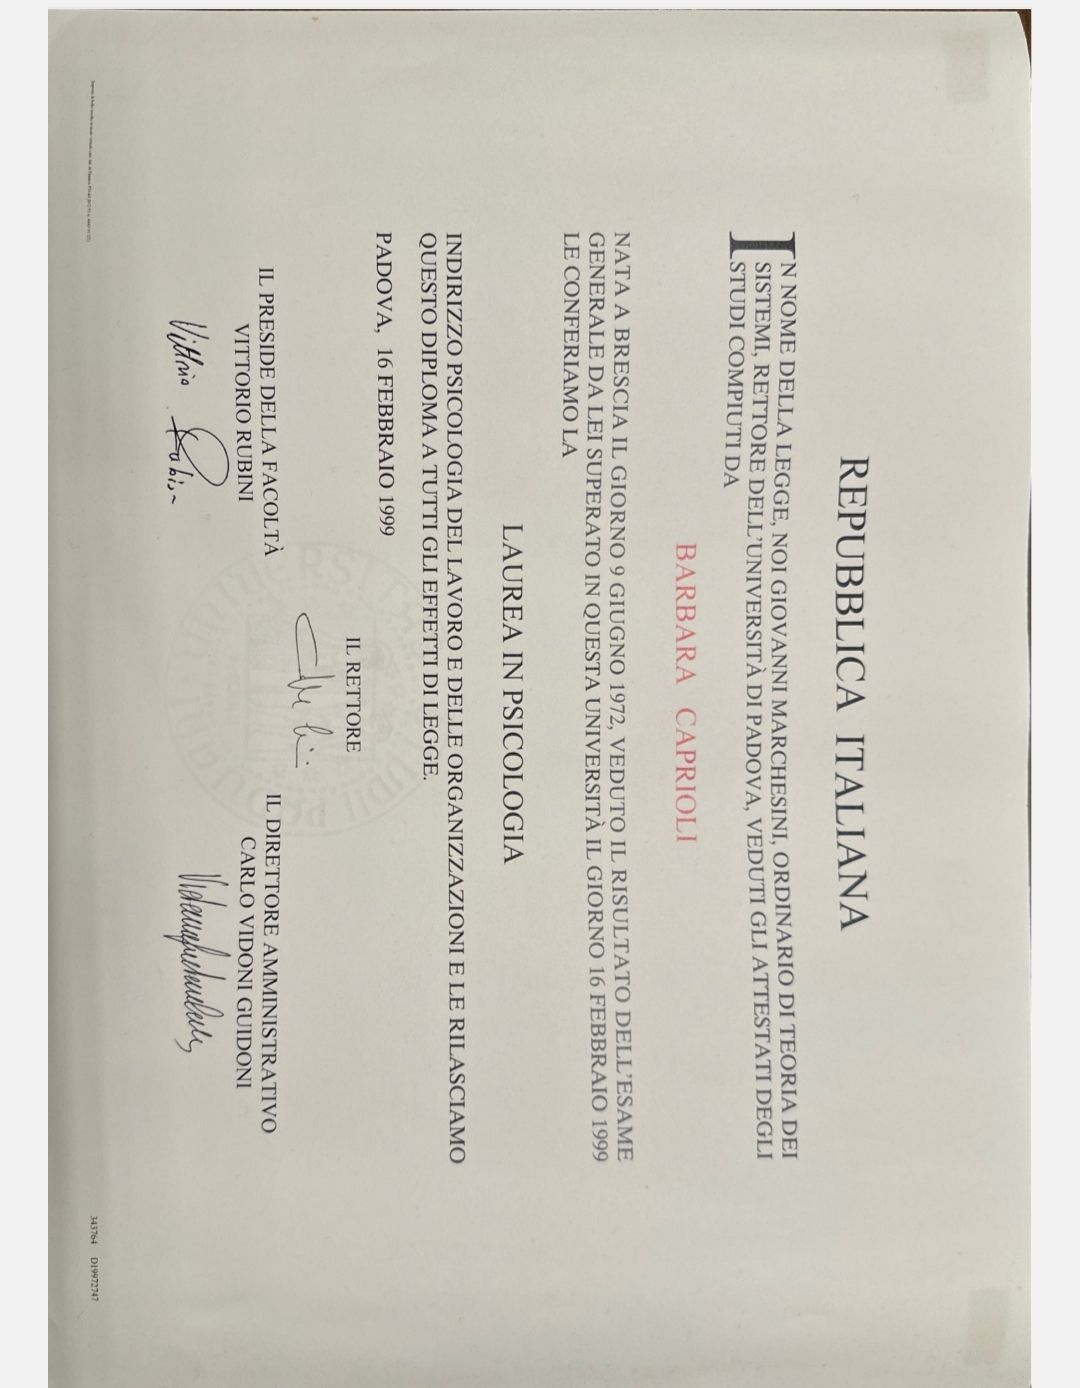 REPUBBLICA ITALIANA
IN NOME DELLA LEGGE, NOI GIOVANNI MARCHESINI, ORDINARIO DI TEORIA DEI
SISTEMI, RETTORE DELL'UNIVERSITÀ DI PADOVA, VEDUTI GLI ATTESTATI DEGLI
STUDI COMPIUTI DA
BARBARA CAPRIOLI
NATA A BRESCIA IL GIORNO 9 GIUGNO 1972, VEDUTO IL RISULTATO DELL'ESAME
GENERALE DA LEI SUPERATO IN QUESTA UNIVERSITÀ IL GIORNO 16 FEBBRAIO 1999
LE CONFERIAMO LA
LAUREA IN PSICOLOGIA
INDIRIZZO PSICOLOGIA DEL LAVORO E DELLE ORGANIZZAZIONI E LE RILASCIAMO
QUESTO DIPLOMA A TUTTI GLI EFFETTI DI LEGGE.
PADOVA, 16 FEBBRAIO 1999
IL RETTORE
IL PRESIDE DELLA FACOLTÀ
VITTORIO RUBINI
Vittorio Rubini
IL DIRETTORE AMMINISTRATIVO
CARLO VIDONI GUIDONI
343764 D19972747